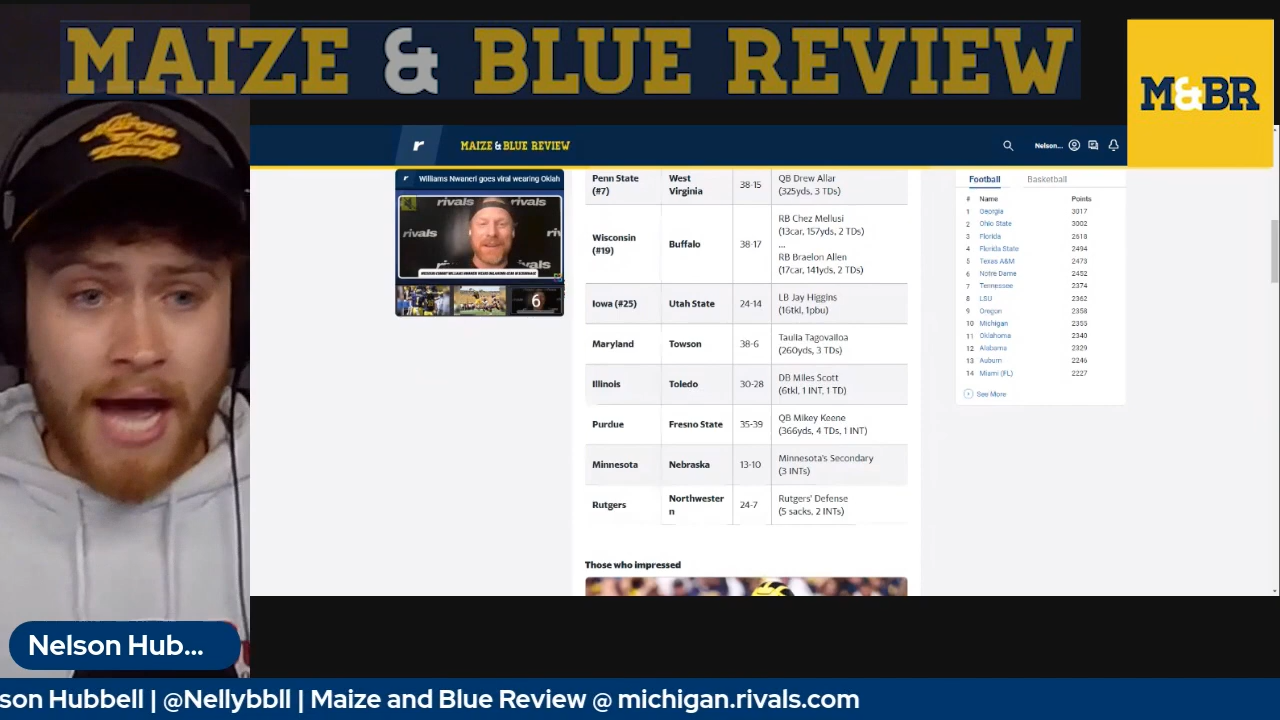 MAIZE & BLUE REVIEW
M&BR
r
MAIZE & BLUE REVIEW
Nelson...
r
Williams Nwaneri goes viral wearing Oklah
rivals
rivals
rivals
6
Penn State
(#7)
West
Virginia
38-15
QB Drew Allar
(325yds, 3 TDs)
Wisconsin
(#19)
Buffalo
38-17
RB Chez Mellusi
(13car, 157yds, 2 TDs)
...
RB Braelon Allen
(17car, 141yds, 2 TDs)
Iowa (#25)
Utah State
24-14
LB Jay Higgins
(16tkl, 1pbu)
Maryland
Towson
38-6
Taulia Tagovailoa
(260yds, 3 TDs)
Illinois
Toledo
30-28
DB Miles Scott
(6tkl, 1 INT, 1 TD)
Purdue
Fresno State
35-39
QB Mikey Keene
(366yds, 4 TDs, 1 INT)
Minnesota
Nebraska
13-10
Minnesota's Secondary
(3 INTs)
Rutgers
Northwester
n
24-7
Rutgers' Defense
(5 sacks, 2 INTs)
Those who impressed
Football
Basketball
# Name Points
1 Georgia 3017
2 Ohio State 3002
3 Florida 2618
4 Florida State 2494
5 Texas A&M 2473
6 Notre Dame 2452
7 Tennessee 2374
8 LSU 2362
9 Oregon 2358
10 Michigan 2355
11 Oklahoma 2340
12 Alabama 2329
13 Auburn 2246
14 Miami (FL) 2227
See More
Nelson Hub...
son Hubbell | @Nellybbll | Maize and Blue Review @ michigan.rivals.com